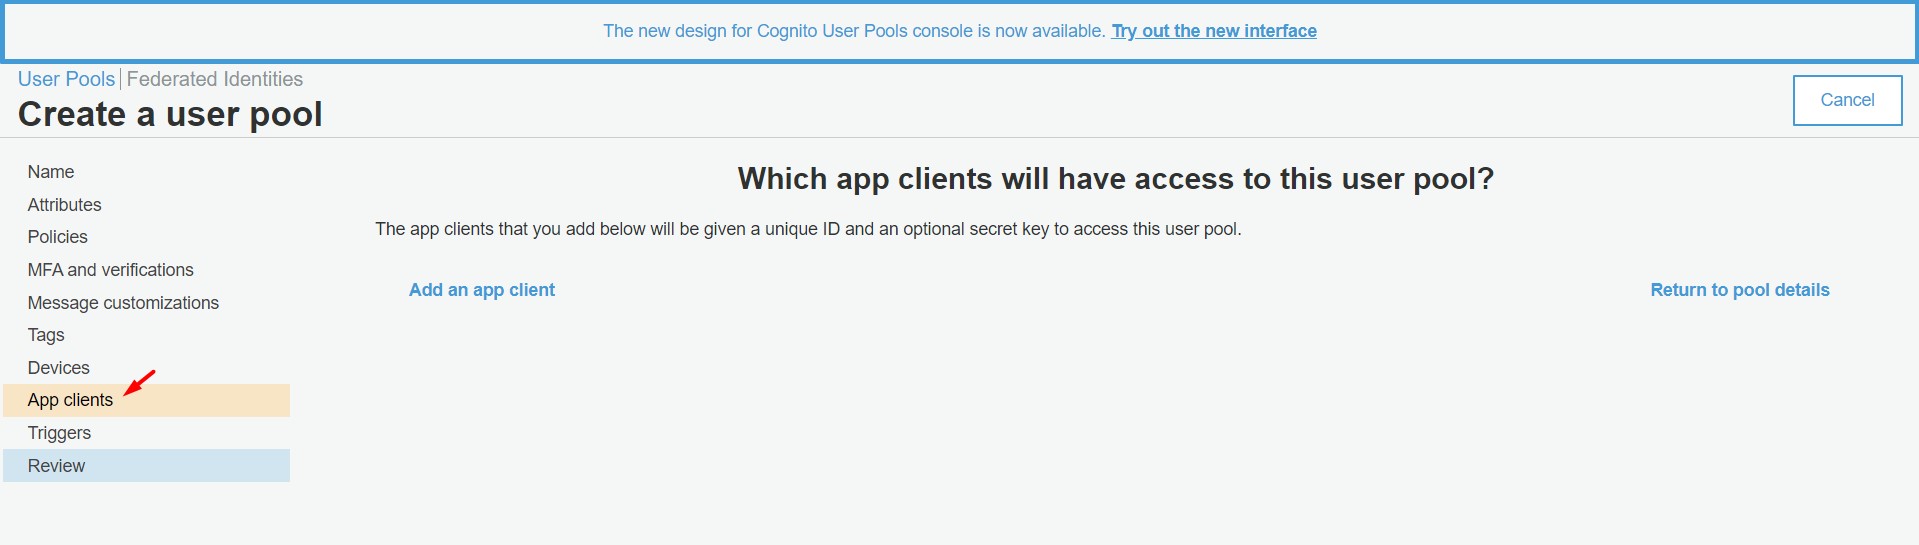 The new design for Cognito User Pools console is now available. Try out the new interface
User Pools | Federated Identities
Create a user pool
Cancel
Name
Attributes
Policies
MFA and verifications
Message customizations
Tags
Devices
App clients
Triggers
Review
Which app clients will have access to this user pool?
The app clients that you add below will be given a unique ID and an optional secret key to access this user pool.
Add an app client
Return to pool details